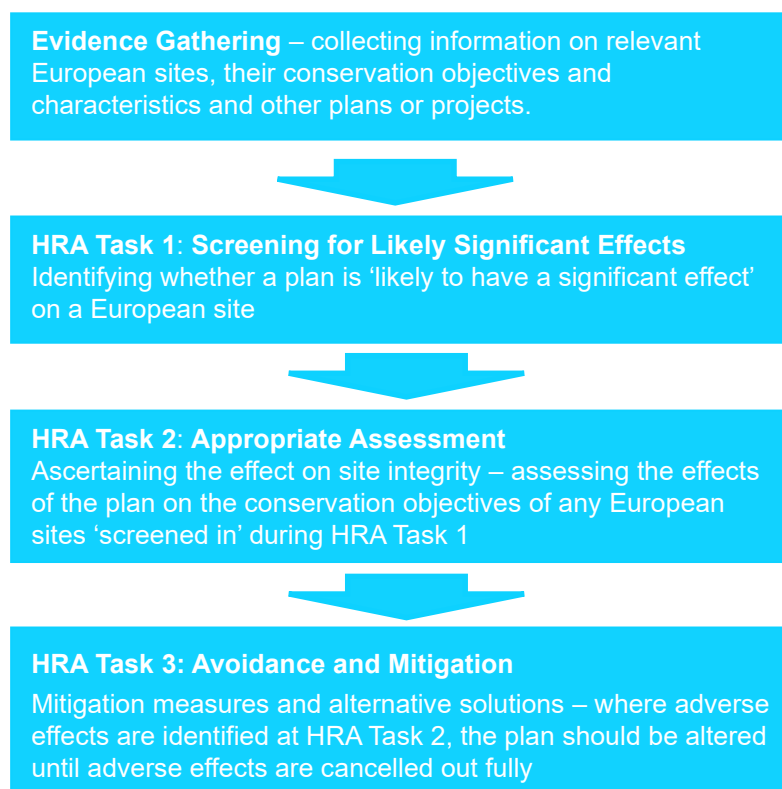 Evidence Gathering – collecting information on relevant
European sites, their conservation objectives and
characteristics and other plans or projects.
HRA Task 1: Screening for Likely Significant Effects
Identifying whether a plan is ‘likely to have a significant effect’
on a European site
HRA Task 2: Appropriate Assessment
Ascertaining the effect on site integrity – assessing the effects
of the plan on the conservation objectives of any European
sites ‘screened in’ during HRA Task 1
HRA Task 3: Avoidance and Mitigation
Mitigation measures and alternative solutions – where adverse
effects are identified at HRA Task 2, the plan should be altered
until adverse effects are cancelled out fully